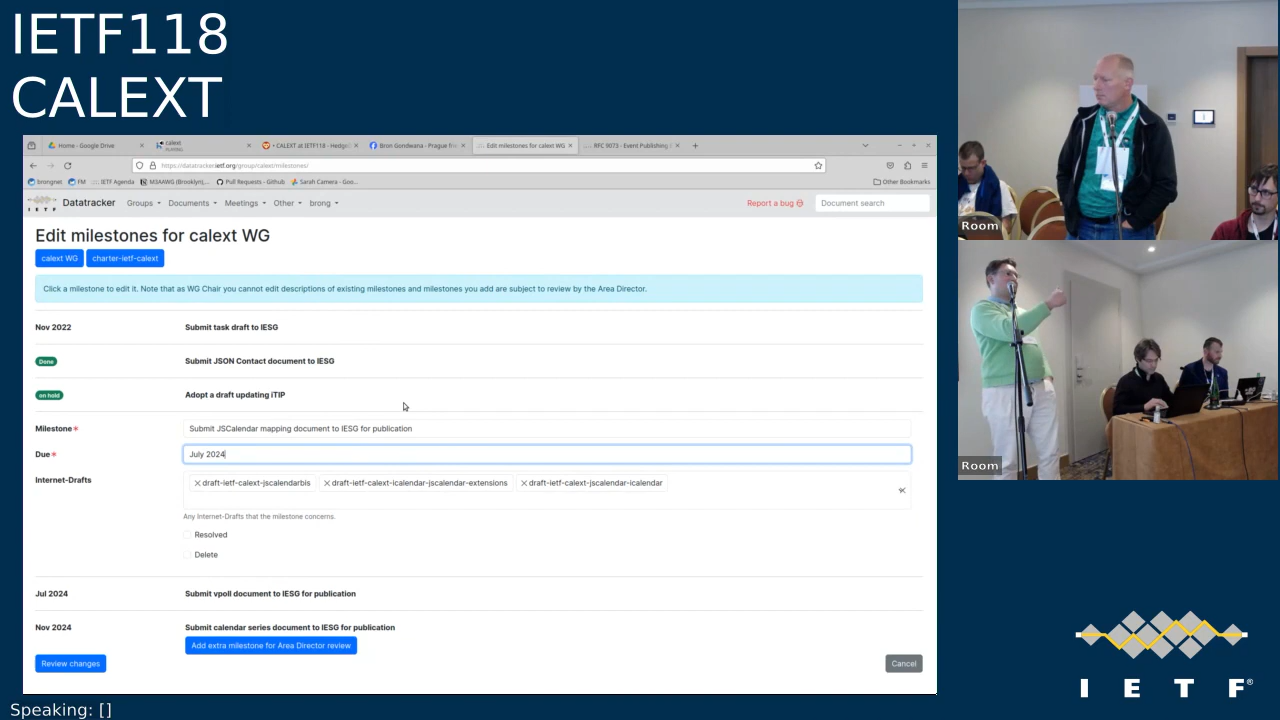 IETF118
CALEXT
Home - Google Drive
calext
CALEXT at IETF118 - Hedge
Bron Gondwana - Prague
Edit milestones for calext WG
RFC 9073 - Event Publishing
https://datatracker.ietf.org/group/calext/milestones/
brongnet FM IETF Agenda M3AAWG (Brooklyn),... Pull Requests · Github Sarah Camera - Goo... Other Bookmarks
IETF Datatracker Groups Documents Meetings Other brong Report a bug Document search
Edit milestones for calext WG
calext WG charter-ietf-calext
Click a milestone to edit it. Note that as WG Chair you cannot edit descriptions of existing milestones and milestones you add are subject to review by the Area Director.
Nov 2022 Submit task draft to IESG
Done Submit JSON Contact document to IESG
on hold Adopt a draft updating iTIP
Milestone* Submit JSCalendar mapping document to IESG for publication
Due* July 2024
Internet-Drafts ×draft-ietf-calext-jscalendarbis ×draft-ietf-calext-icalendar-jscalendar-extensions ×draft-ietf-calext-jscalendar-icalendar
Any Internet-Drafts that the milestone concerns.
Resolved
Delete
Jul 2024 Submit vpoll document to IESG for publication
Nov 2024 Submit calendar series document to IESG for publication
Add extra milestone for Area Director review
Review changes Cancel
Room
Room
I E T F®
Speaking: []